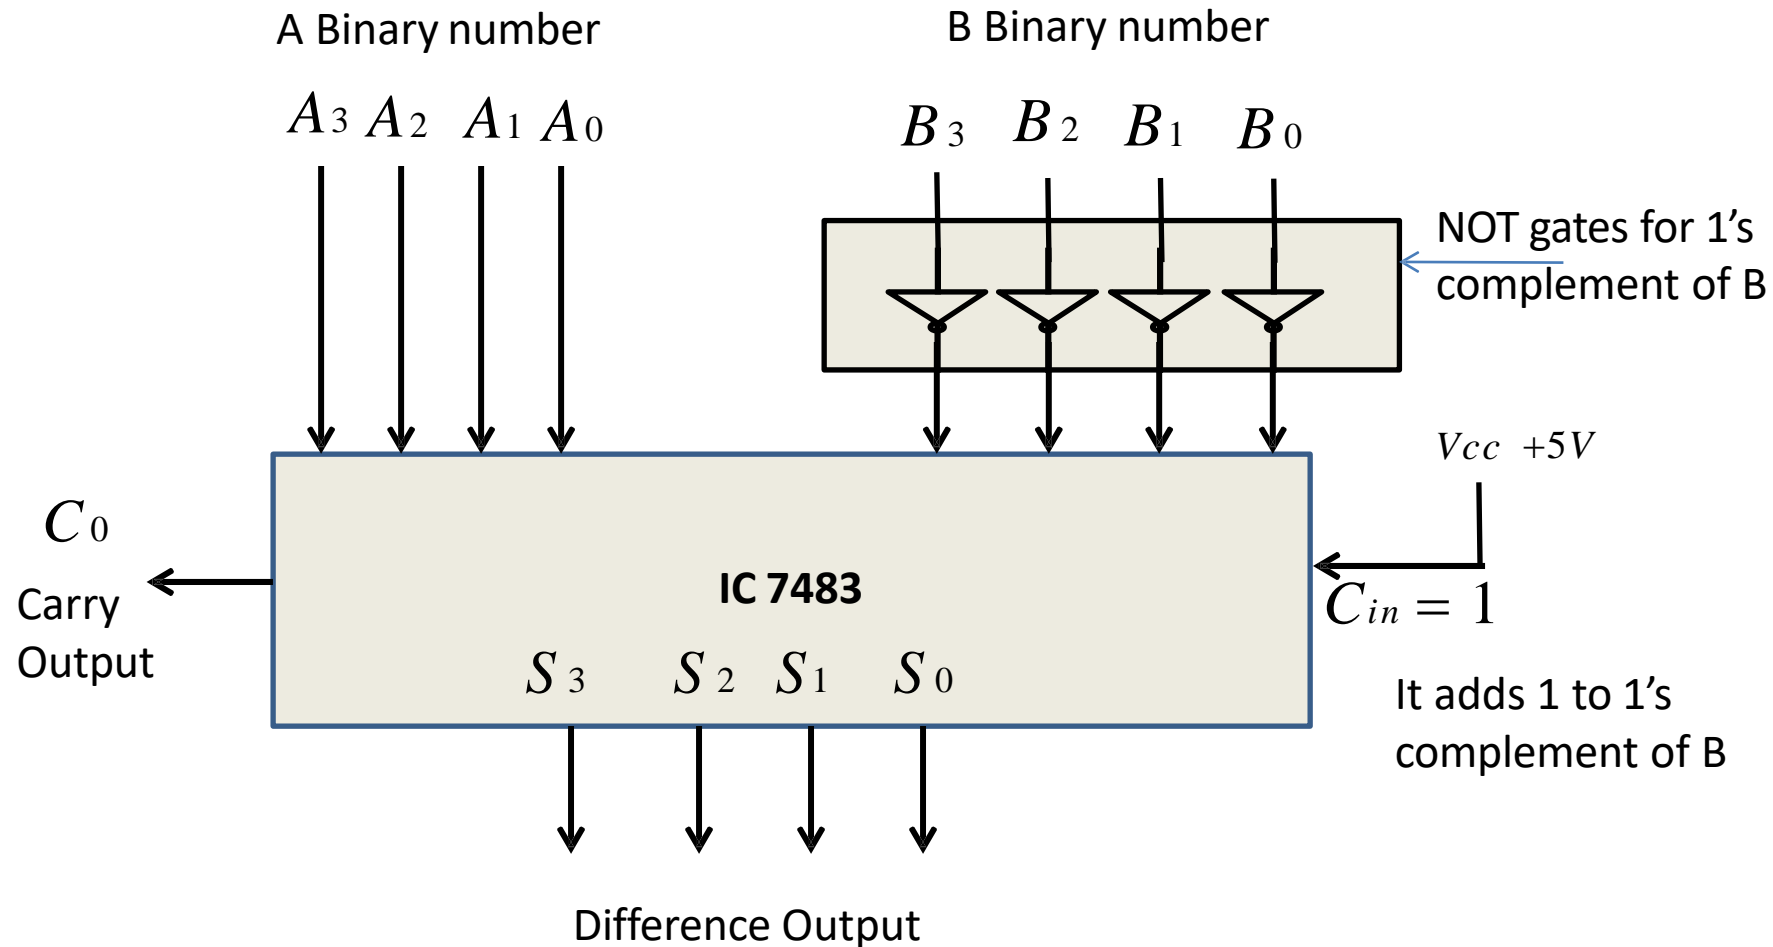 A Binary number
B Binary number
A3 A2 A1 A0
B3 B2 B1 B0
NOT gates for 1’s
complement of B
Vcc +5V
C0
Carry
Output
IC 7483
Cin = 1
S3 S2 S1 S0
It adds 1 to 1’s
complement of B
Difference Output